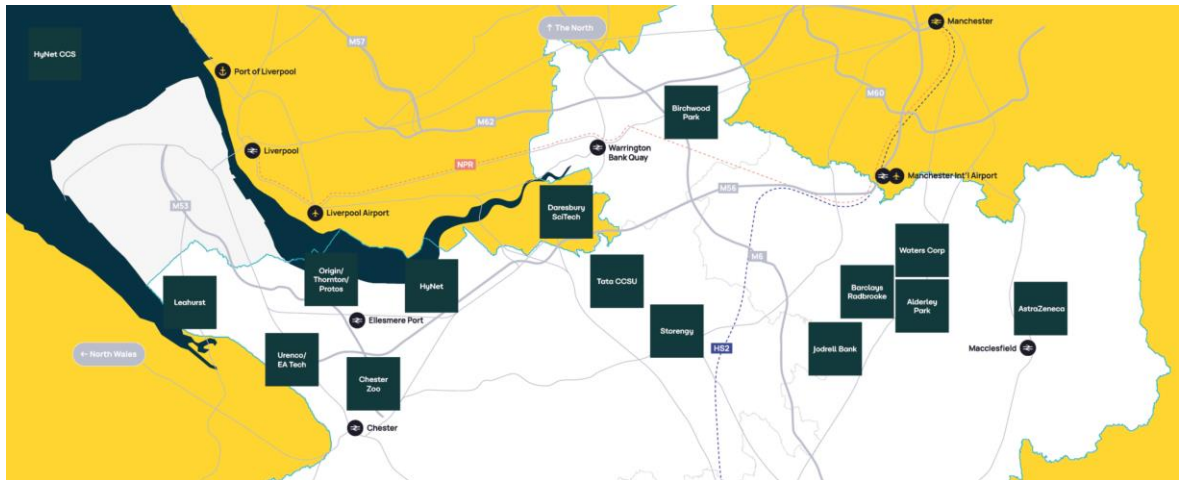 HyNet CCS
M57
↑ The North
Manchester
Port of Liverpool
M60
Birchwood
Park
M62
Liverpool
Warrington
Bank Quay
NPR
Manchester Int'l Airport
M56
M53
Liverpool Airport
Daresbury
SciTech
Waters Corp
M6
Origin/
Thornton/
Protos
HyNet
Tata CCSU
Barclays
Radbrooke
Alderley
Park
Leahurst
AstraZeneca
Ellesmere Port
Storengy
HS2
Jodrell Bank
Macclesfield
← North Wales
Urenco/
EA Tech
Chester
Zoo
Chester